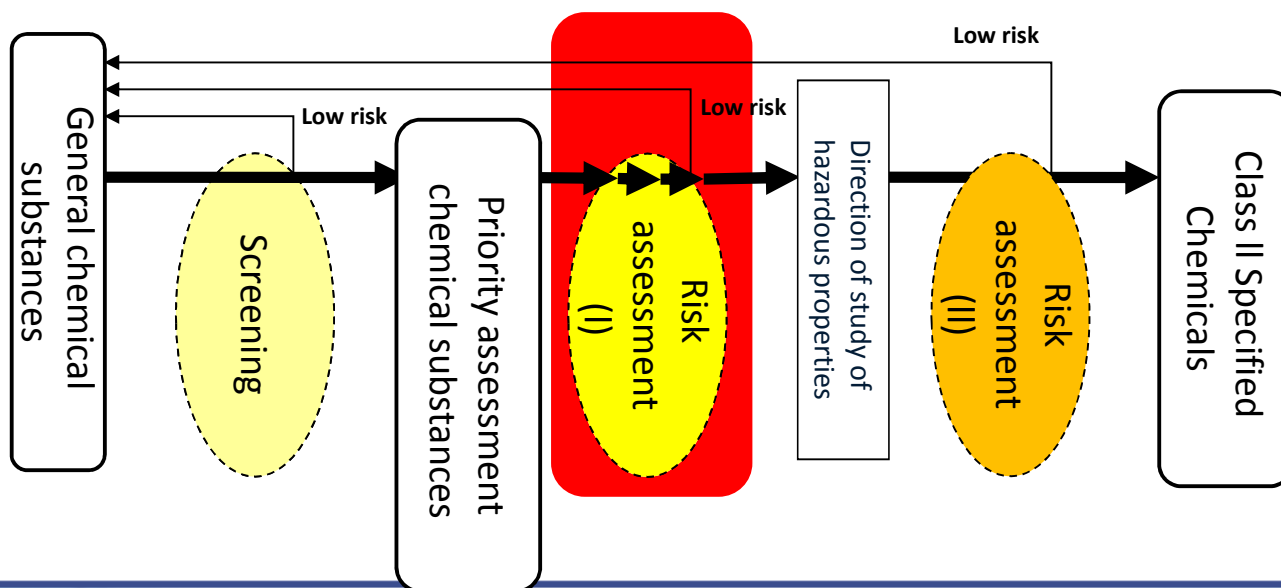 General chemical
substances
Low risk
Screening
Priority assessment
chemical substances
Low risk
Risk
assessment
(I)
Direction of study of
hazardous properties
Low risk
Risk
assessment
(II)
Class II Specified
Chemicals